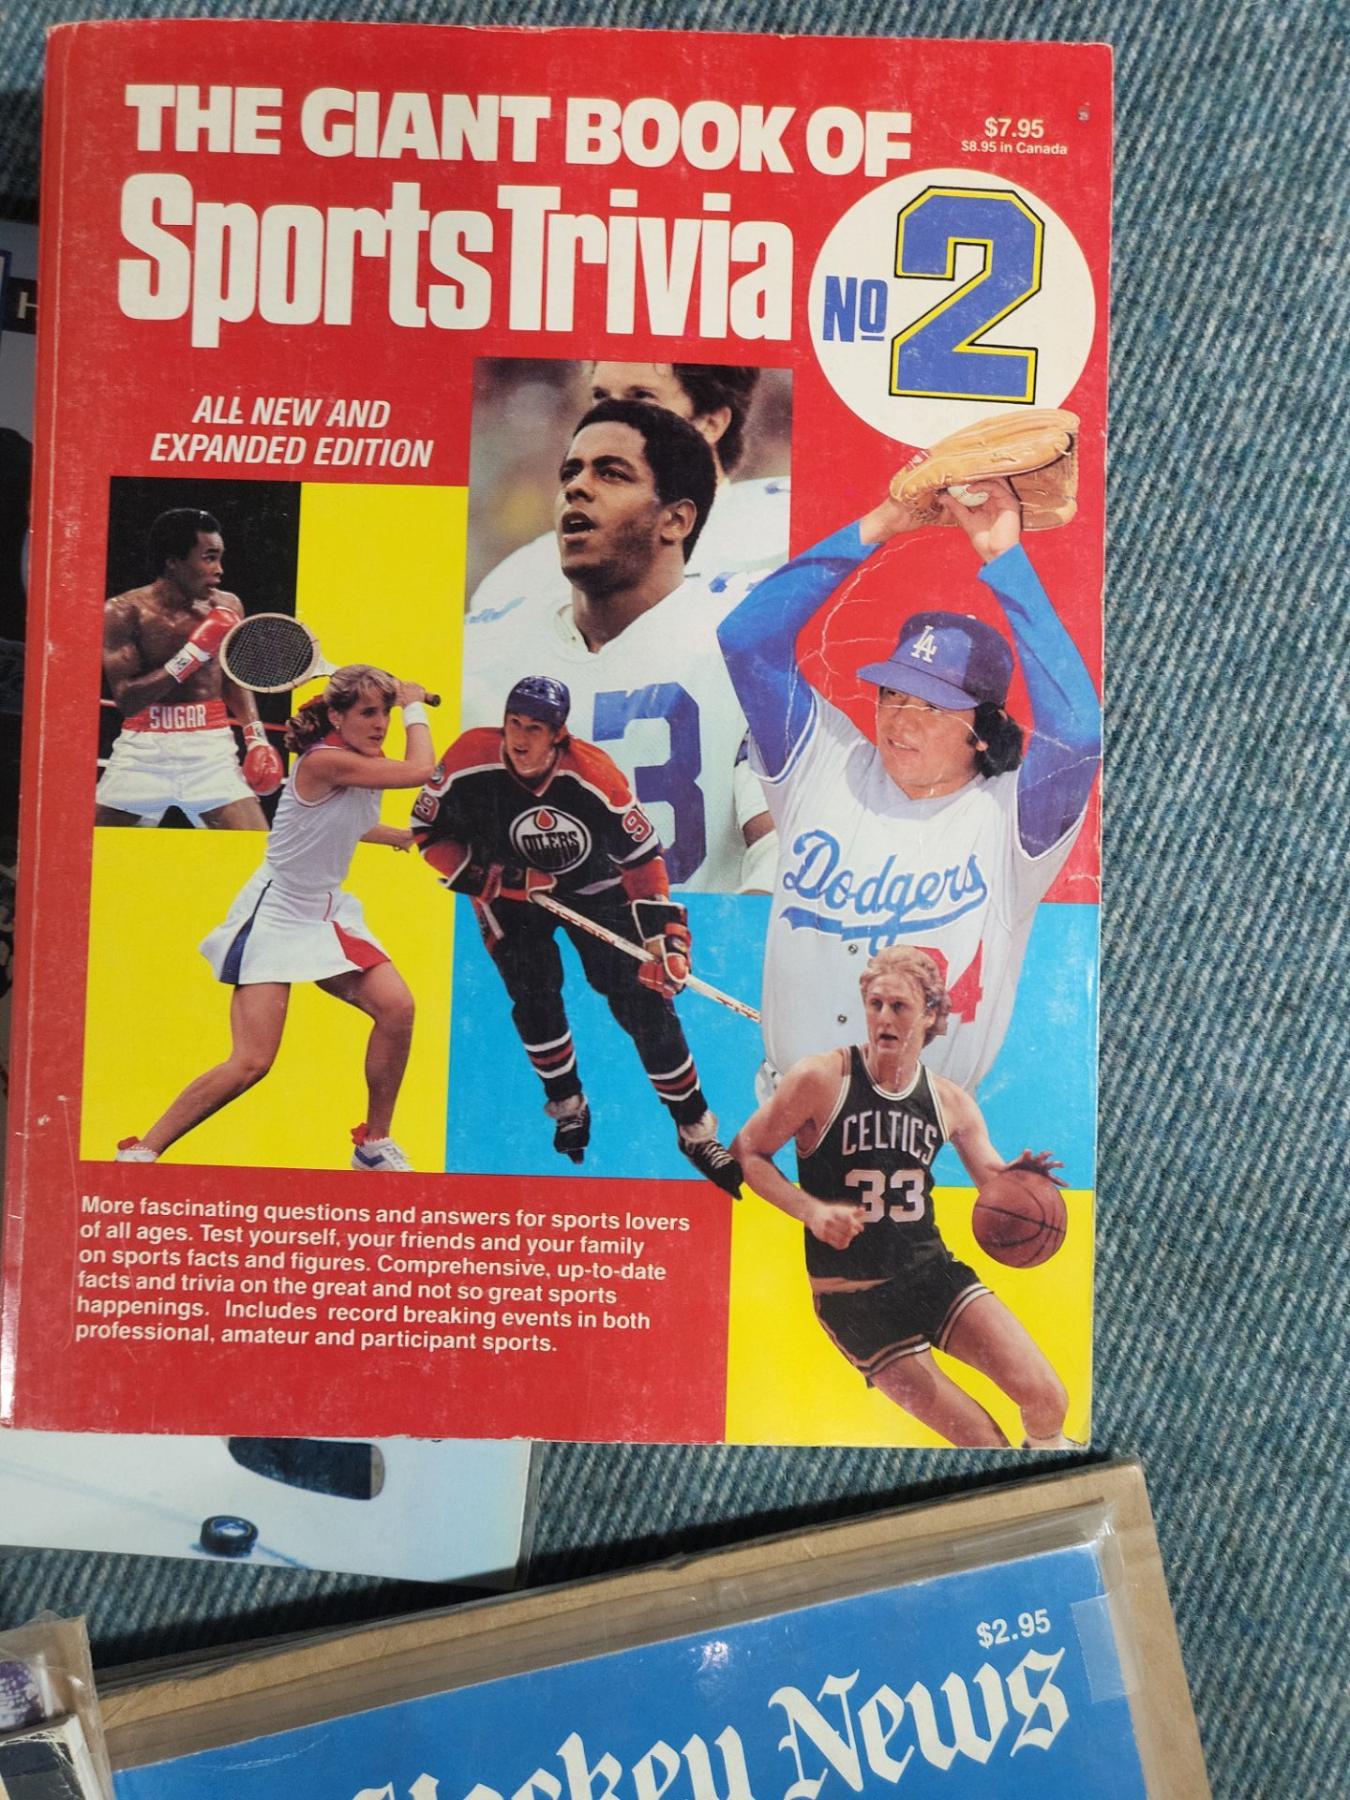 THE GIANT BOOK OF
Sports Trivia
$7.95
$8.95 in Canada
NO 2
ALL NEW AND
EXPANDED EDITION
SUGAR
3
LA
OILERS
9
Dodgers
4
CELTICS
33
More fascinating questions and answers for sports lovers
of all ages. Test yourself, your friends and your family
on sports facts and figures. Comprehensive, up-to-date
facts and trivia on the great and not so great sports
happenings. Includes record breaking events in both
professional, amateur and participant sports.
$2.95
Hockey News